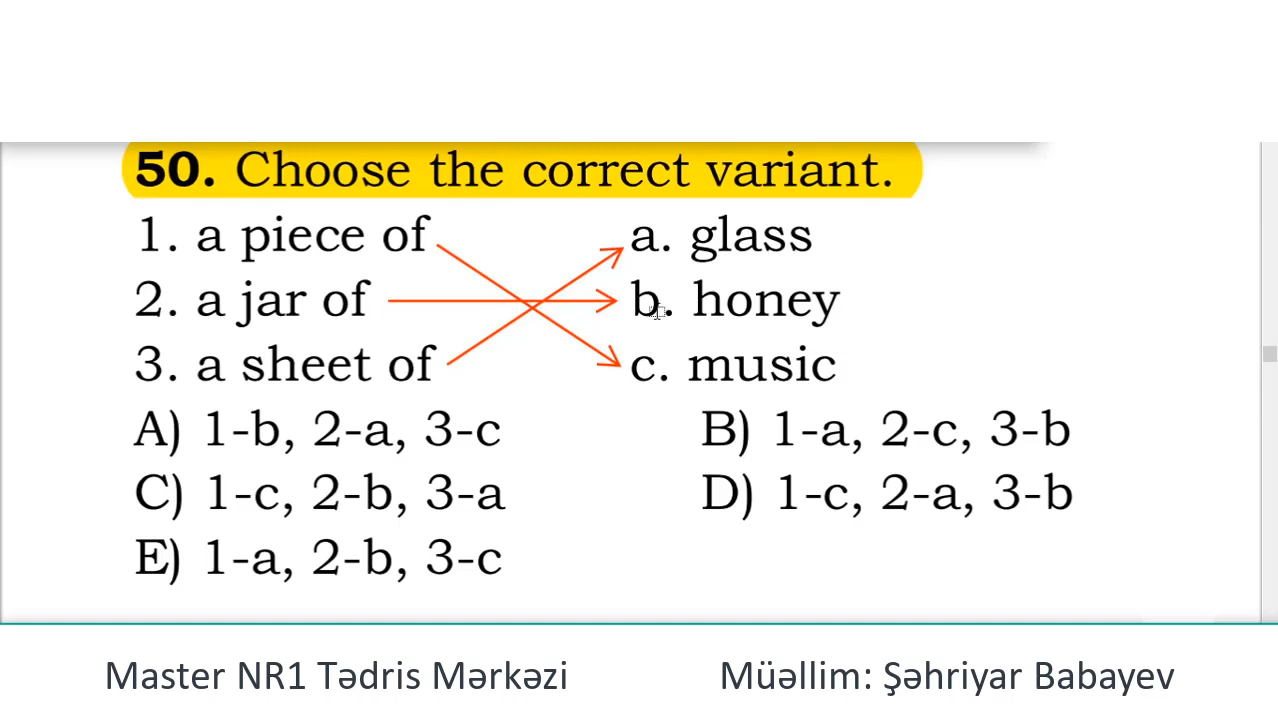 50. Choose the correct variant.
1. a piece of a. glass
2. a jar of b. honey
3. a sheet of c. music
A) 1-b, 2-a, 3-c B) 1-a, 2-c, 3-b
C) 1-c, 2-b, 3-a D) 1-c, 2-a, 3-b
E) 1-a, 2-b, 3-c
Master NR1 Tədris Mərkəzi Müəllim: Şəhriyar Babayev